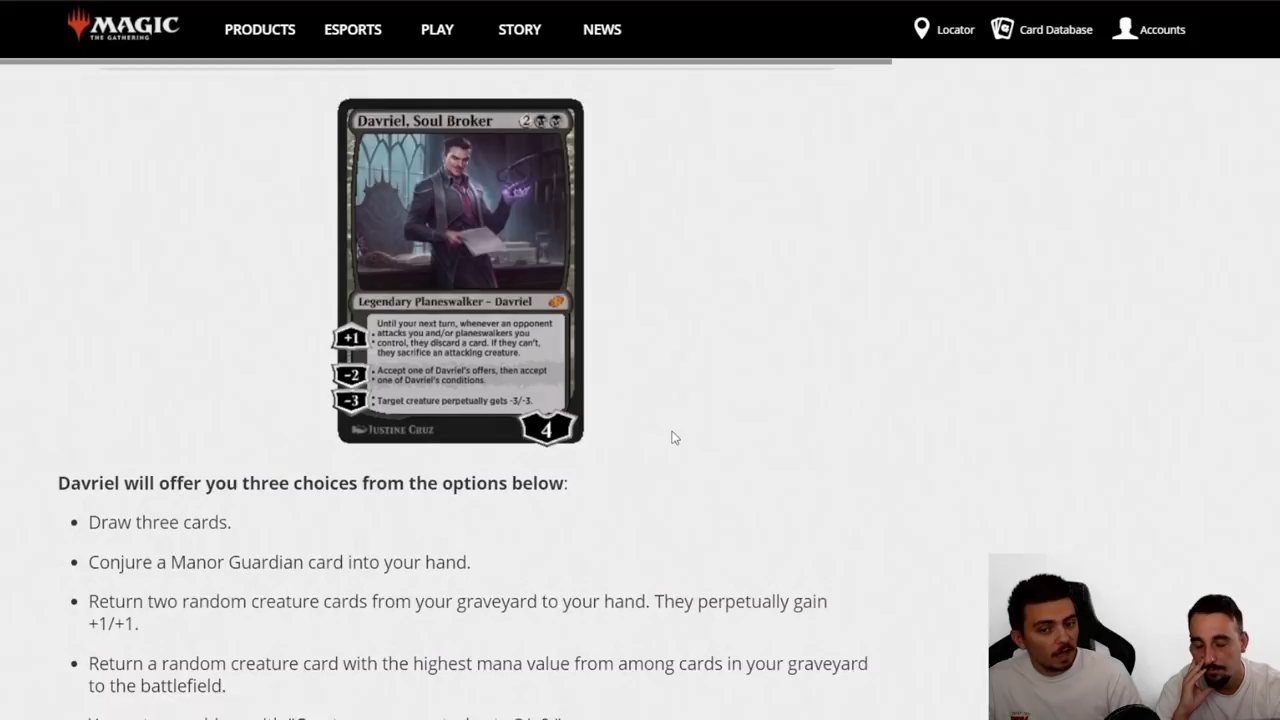 MAGIC
THE GATHERING
PRODUCTS ESPORTS PLAY STORY NEWS
Locator Card Database Accounts
Davriel, Soul Broker 2
Legendary Planeswalker – Davriel
+1 Until your next turn, whenever an opponent
attacks you and/or planeswalkers you
control, they discard a card. If they can't,
they sacrifice an attacking creature.
-2 : Accept one of Davriel's offers, then accept
one of Davriel's conditions.
-3 : Target creature perpetually gets -3/-3.
JUSTINE CRUZ 4
Davriel will offer you three choices from the options below:
• Draw three cards.
• Conjure a Manor Guardian card into your hand.
• Return two random creature cards from your graveyard to your hand. They perpetually gain
+1/+1.
• Return a random creature card with the highest mana value from among cards in your graveyard
to the battlefield.